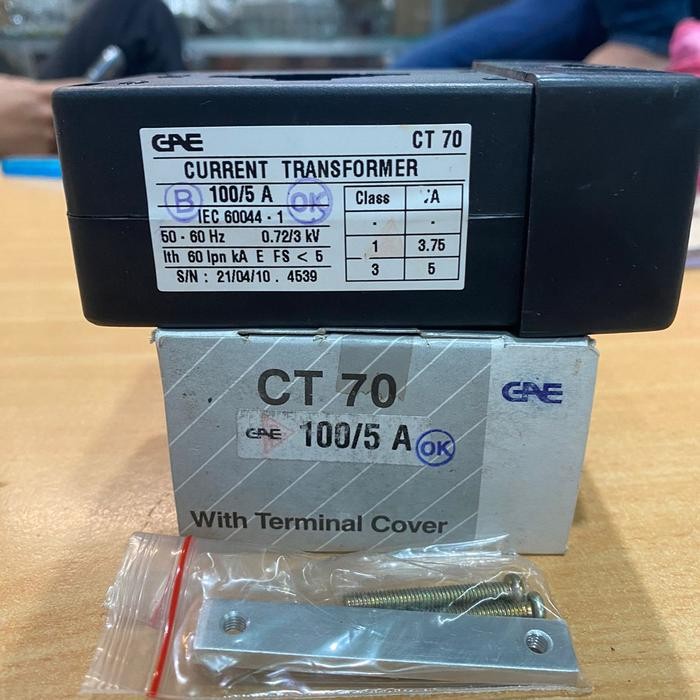 GAE CT 70
CURRENT TRANSFORMER
B 100/5 A OK
IEC 60044 - 1
50 - 60 Hz 0.72/3 kV
Ith 60 Ipn kA E FS < 5
S/N : 21/04/10 . 4539
Class VA
- -
1 3.75
3 5
CT 70
GAE
GAE 100/5 A OK
With Terminal Cover